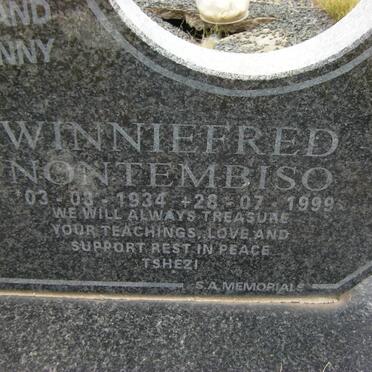 AND
NNY
WINNIEFRED
NONTEMBISO
*03 - 03 - 1934 +28 - 07 - 1999
WE WILL ALWAYS TREASURE
YOUR TEACHINGS, LOVE AND
SUPPORT REST IN PEACE
TSHEZI
S.A. MEMORIALS